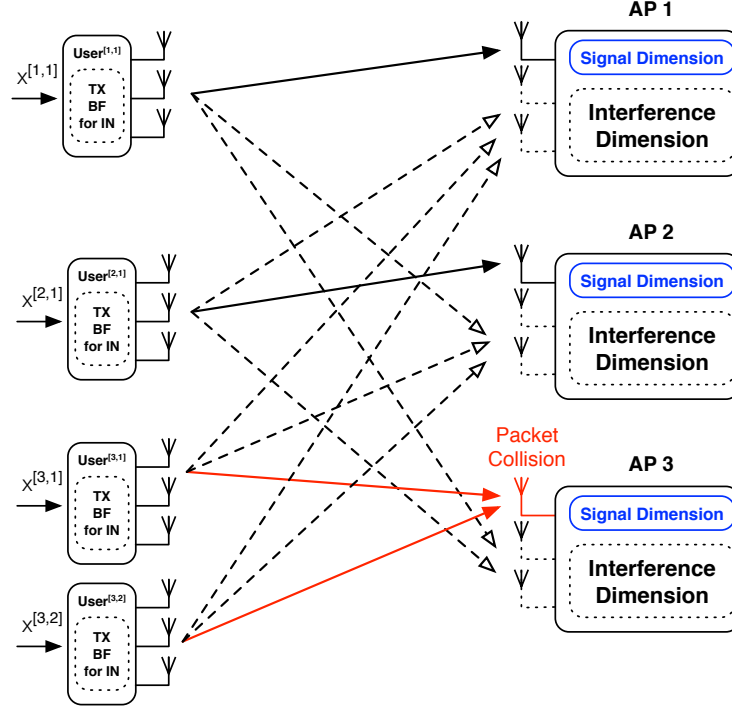 AP 1
User[1,1]
X[1,1]
TX
BF
for IN
Signal Dimension
Interference
Dimension
AP 2
User[2,1]
X[2,1]
TX
BF
for IN
Signal Dimension
Interference
Dimension
Packet
Collision
AP 3
User[3,1]
X[3,1]
TX
BF
for IN
Signal Dimension
Interference
Dimension
User[3,2]
X[3,2]
TX
BF
for IN